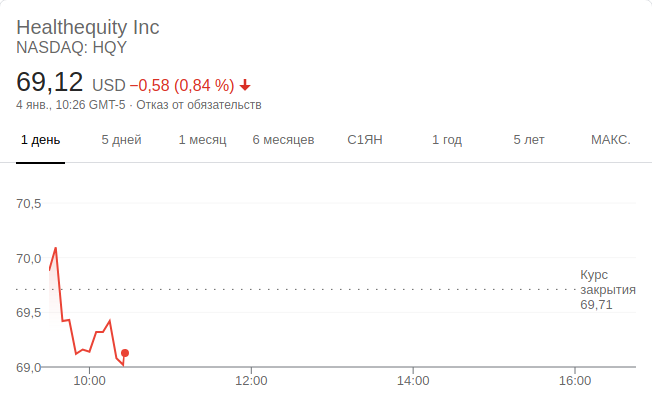 Healthequity Inc
NASDAQ: HQY
69,12 USD −0,58 (0,84 %)
4 янв., 10:26 GMT-5 · Отказ от обязательств
1 день 5 дней 1 месяц 6 месяцев С1ЯН 1 год 5 лет МАКС.
70,5
70,0
Курс
закрытия
69,71
69,5
69,0
10:00 12:00 14:00 16:00